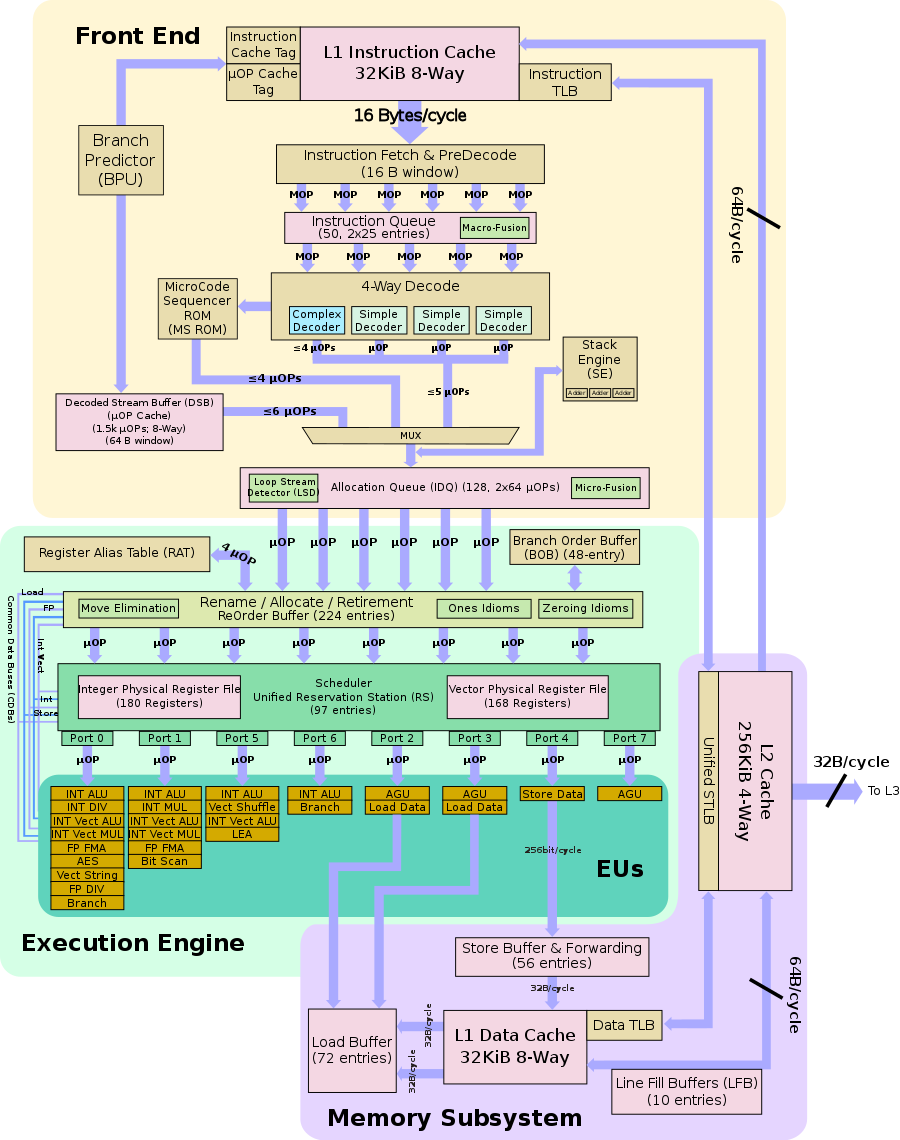 Front End
Instruction
Cache Tag
µOP Cache
Tag
L1 Instruction Cache
32KiB 8-Way
Instruction
TLB
16 Bytes/cycle
Branch
Predictor
(BPU)
Instruction Fetch & PreDecode
(16 B window)
MOP MOP MOP MOP MOP MOP
Instruction Queue
(50, 2x25 entries)
Macro-Fusion
64B/cycle
MOP MOP MOP MOP MOP
MicroCode
Sequencer
ROM
(MS ROM)
4-Way Decode
Complex
Decoder
Simple
Decoder
Simple
Decoder
Simple
Decoder
≤4 µOPs µOP µOP µOP
Stack
Engine
(SE)
Adder Adder Adder
≤4 µOPs
≤5 µOPs
Decoded Stream Buffer (DSB)
(µOP Cache)
(1.5k µOPs; 8-Way)
(64 B window)
≤6 µOPs
MUX
Loop Stream
Detector (LSD)
Allocation Queue (IDQ) (128, 2x64 µOPs)
Micro-Fusion
µOP µOP µOP µOP µOP µOP
Register Alias Table (RAT)
4 µOP
Branch Order Buffer
(BOB) (48-entry)
Load
FP
Common Data Buses (CDBs)
Int Vect
Int
Store
Move Elimination
Rename / Allocate / Retirement
ReOrder Buffer (224 entries)
Ones Idioms
Zeroing Idioms
µOP µOP µOP µOP µOP µOP µOP µOP
Integer Physical Register File
(180 Registers)
Scheduler
Unified Reservation Station (RS)
(97 entries)
Vector Physical Register File
(168 Registers)
Port 0 Port 1 Port 5 Port 6 Port 2 Port 3 Port 4 Port 7
µOP µOP µOP µOP µOP µOP µOP µOP
INT ALU
INT DIV
INT Vect ALU
INT Vect MUL
FP FMA
AES
Vect String
FP DIV
Branch
INT ALU
INT MUL
INT Vect ALU
INT Vect MUL
FP FMA
Bit Scan
INT ALU
Vect Shuffle
INT Vect ALU
LEA
INT ALU
Branch
AGU
Load Data
AGU
Load Data
Store Data
AGU
256bit/cycle
EUs
Execution Engine
Unified STLB
L2 Cache
256KiB 4-Way
32B/cycle
To L3
Store Buffer & Forwarding
(56 entries)
32B/cycle
64B/cycle
Load Buffer
(72 entries)
32B/cycle
32B/cycle
L1 Data Cache
32KiB 8-Way
Data TLB
Line Fill Buffers (LFB)
(10 entries)
Memory Subsystem